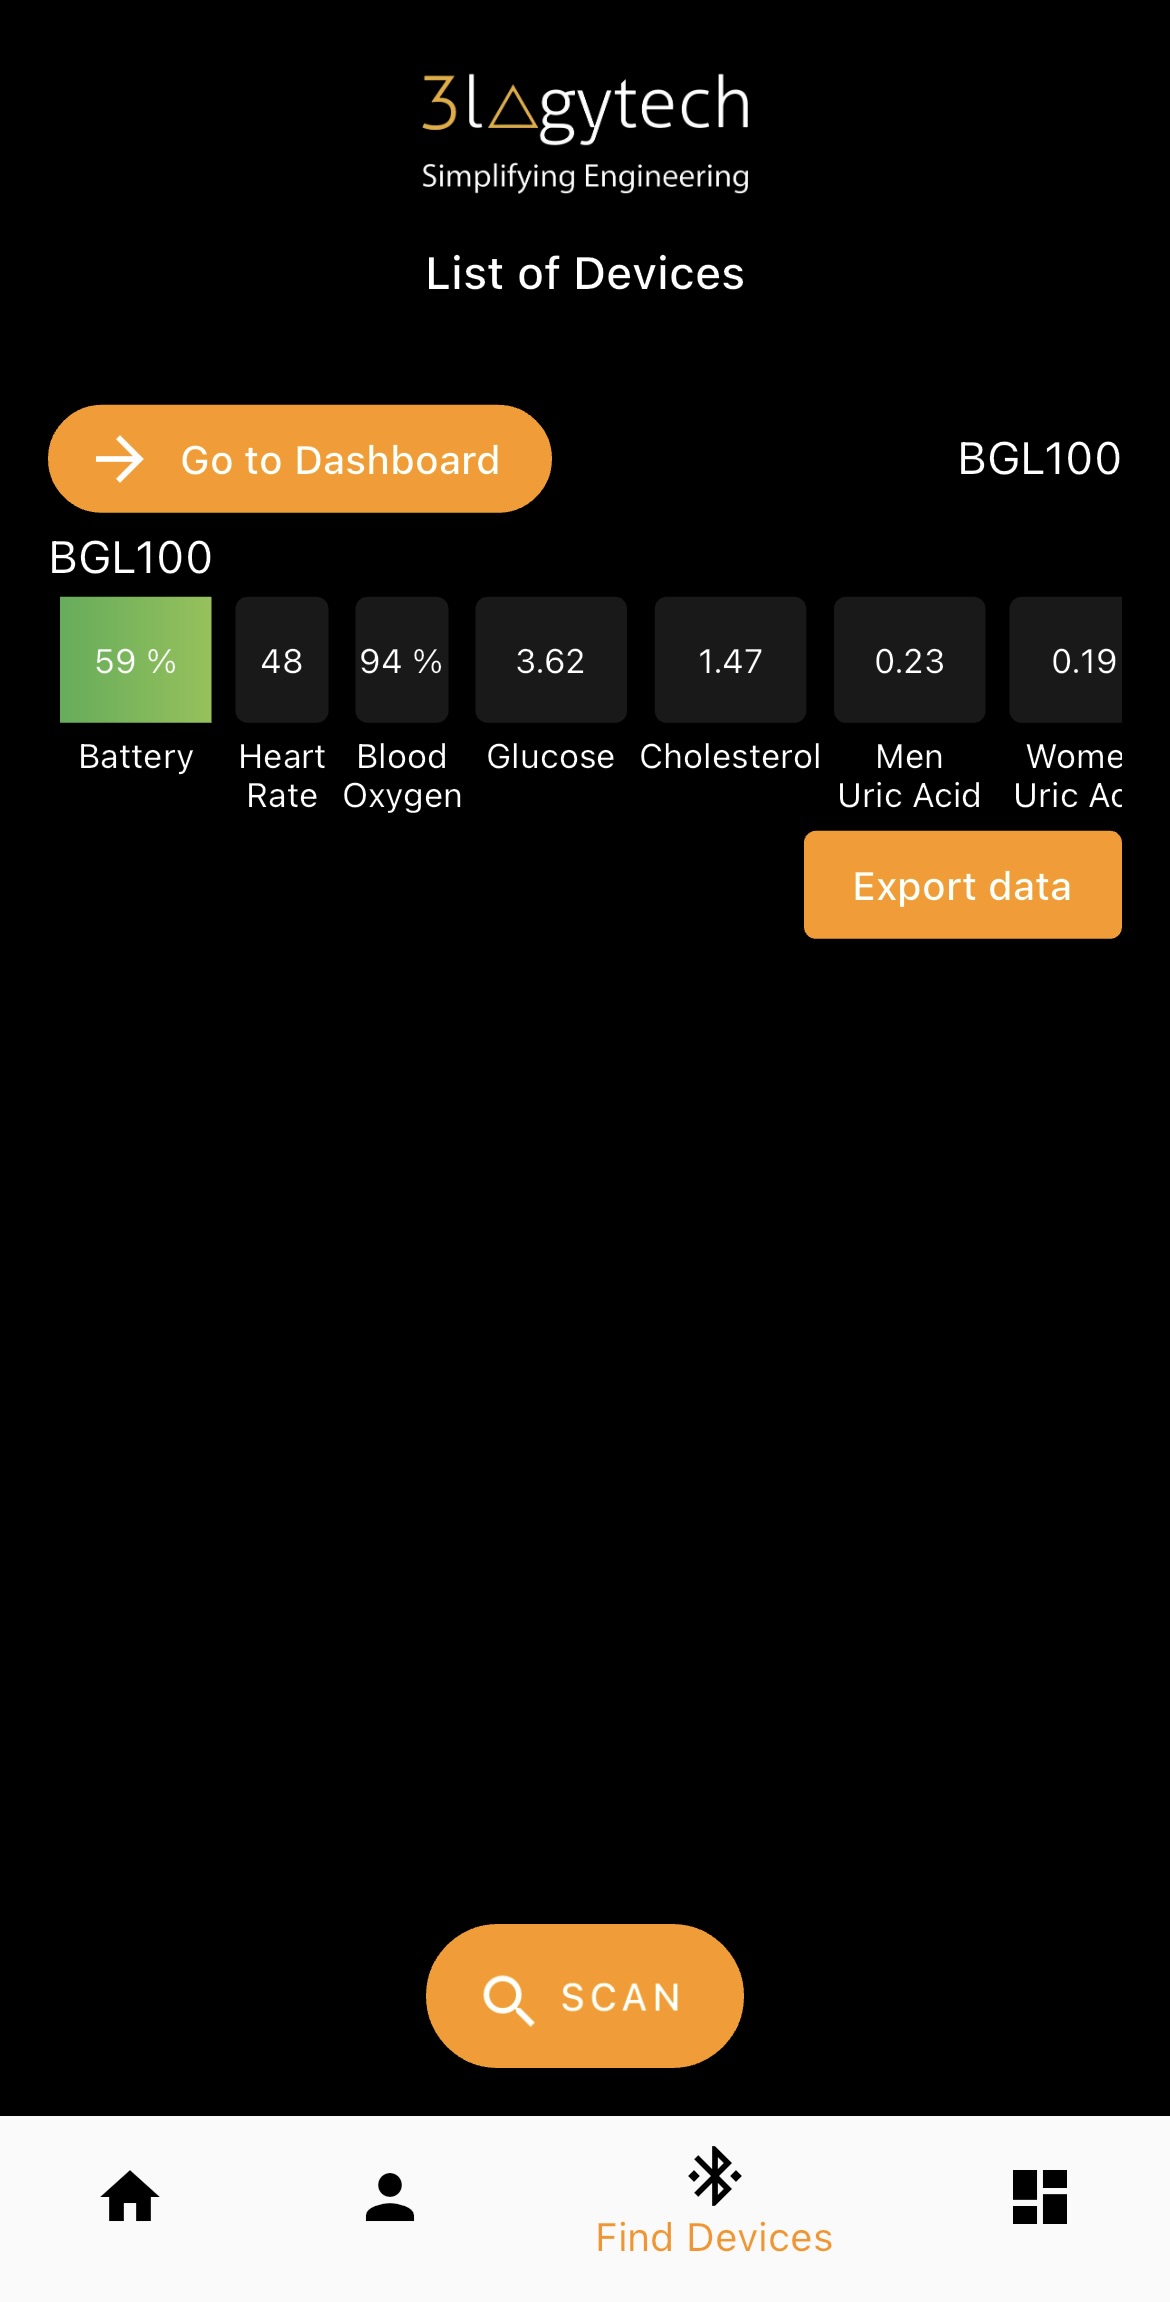 3l△gytech
Simplifying Engineering
List of Devices
Go to Dashboard
BGL100
BGL100
59 % 48 94 % 3.62 1.47 0.23 0.19
Battery Heart Blood Glucose Cholesterol Men Wome
Rate Oxygen Uric Acid Uric Ac
Export data
SCAN
Find Devices